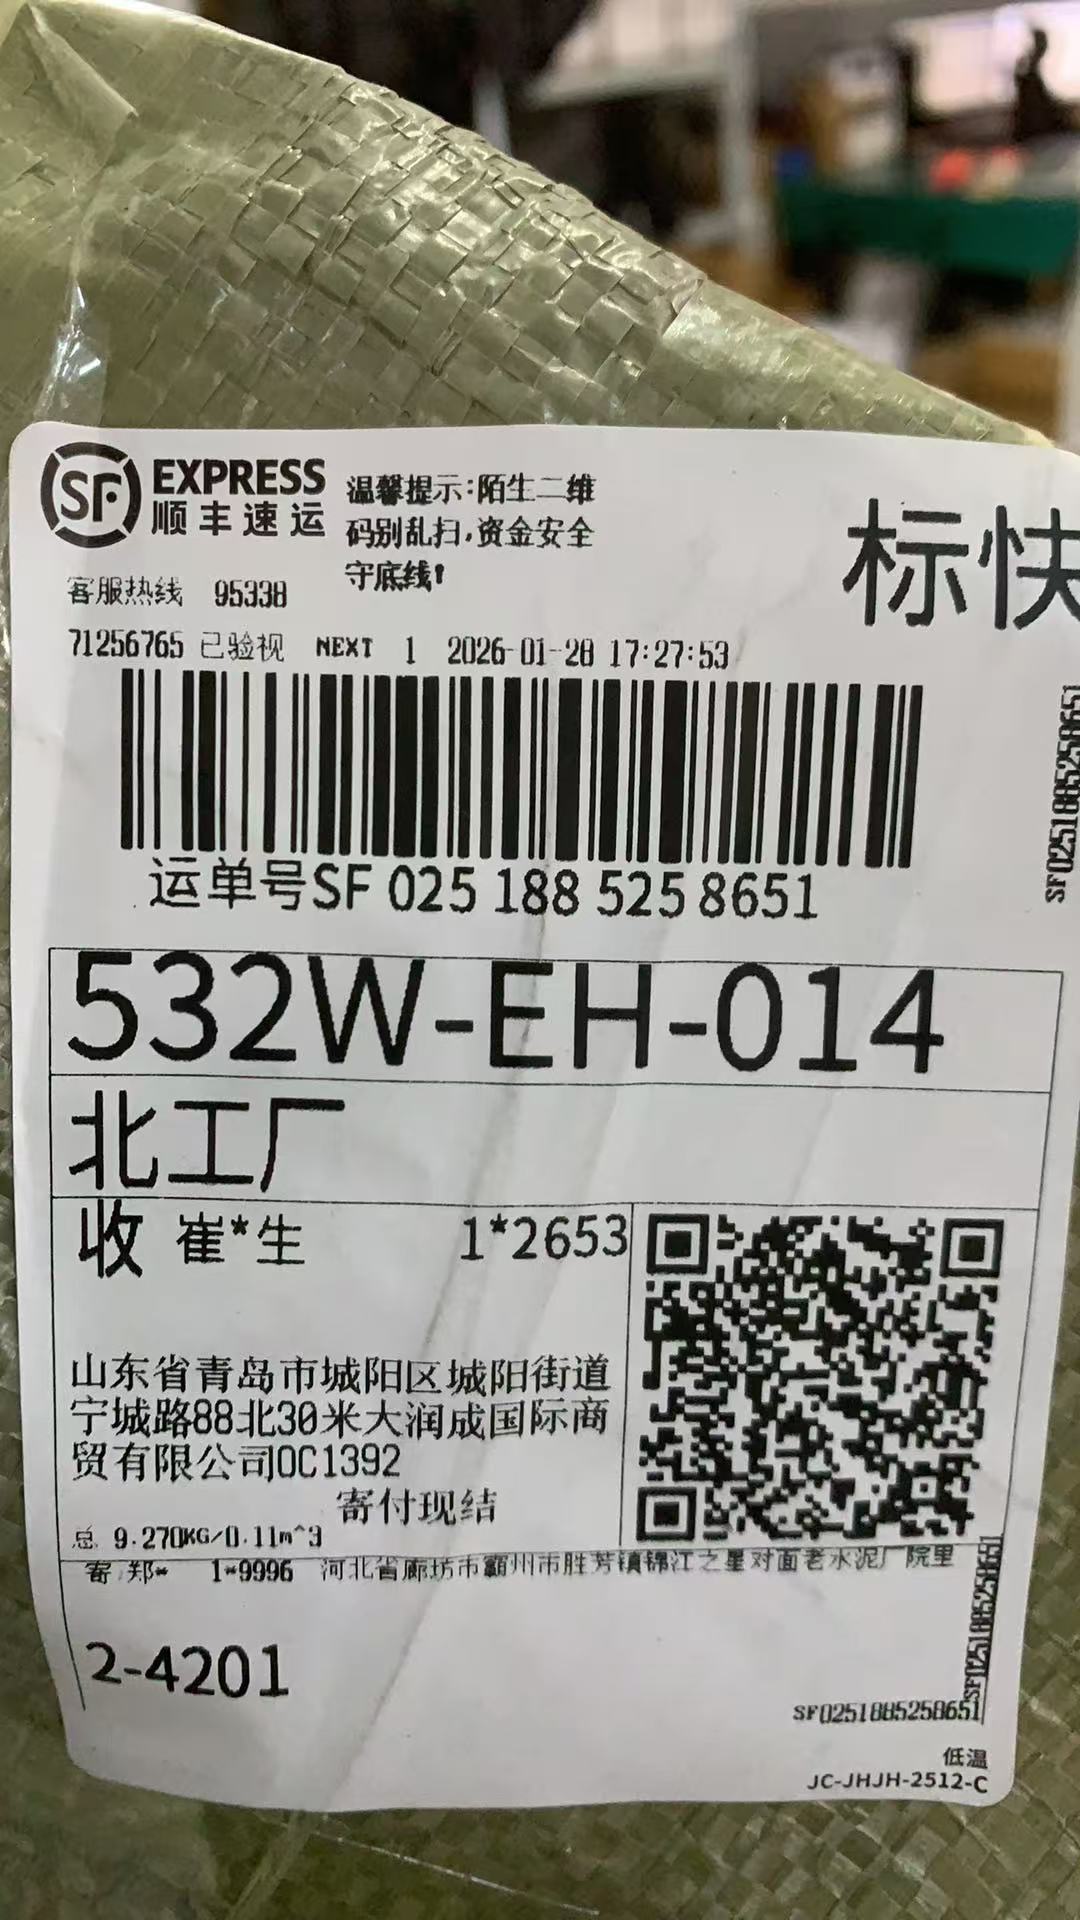 SF EXPRESS
顺丰速运
温馨提示:陌生二维
码别乱扫,资金安全
守底线!
标快
客服热线 95338
71256765 已验视 NEXT 1 2026-01-28 17:27:53
SF0251885258651
运单号SF 025 188 525 8651
532W-EH-014
北工厂
收 崔*生 1*2653
山东省青岛市城阳区城阳街道
宁城路88北30米大润成国际商
贸有限公司0C1392
寄付现结
总 9.270KG/0.11m^3
寄 郑* 1*9996 河北省廊坊市霸州市胜芳镇锦江之星对面老水泥厂院里
SF0251885258651
2-4201
SF0251885258651
低温
JC-JHJH-2512-C